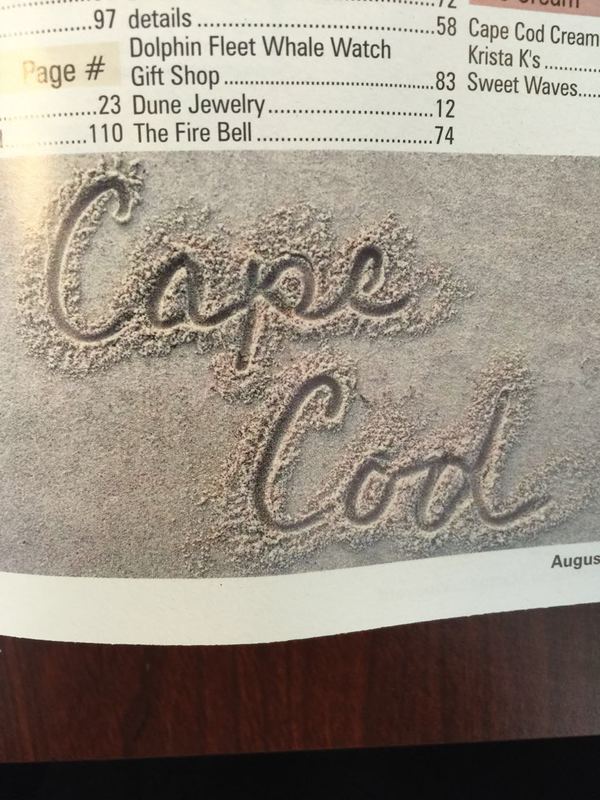 97 details ........ 58
Dolphin Fleet Whale Watch
Gift Shop ........ 83
Page #
23 Dune Jewelry ........ 12
110 The Fire Bell ........ 74
Cape Cod Cream
Krista K's ........
Sweet Waves.....
Cape
Cod
Augus